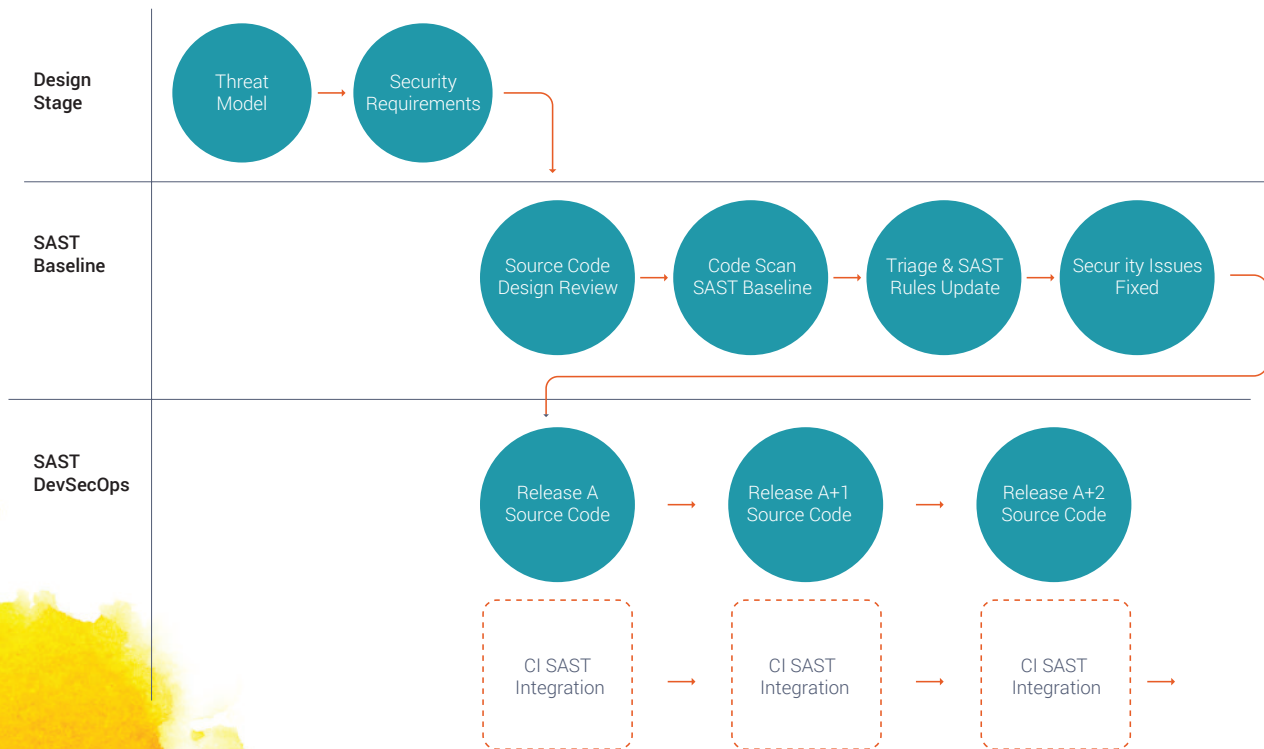 Design
Stage
Threat
Model
Security
Requirements
SAST
Baseline
Source Code
Design Review
Code Scan
SAST Baseline
Triage & SAST
Rules Update
Secur ity Issues
Fixed
SAST
DevSecOps
Release A
Source Code
Release A+1
Source Code
Release A+2
Source Code
CI SAST
Integration
CI SAST
Integration
CI SAST
Integration